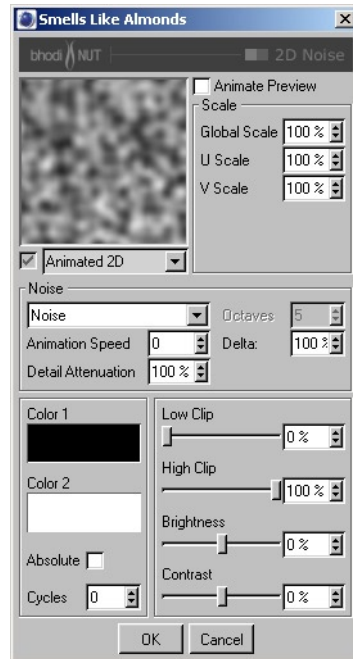 Smells Like Almonds
bhodi NUT 2D Noise
Animate Preview
Scale
Global Scale 100 %
U Scale 100 %
V Scale 100 %
Animated 2D
Noise
Noise Octaves 5
Animation Speed 0 Delta: 100 %
Detail Attenuation 100 %
Color 1
Low Clip
0 %
High Clip
100 %
Color 2
Brightness
0 %
Absolute
Contrast
Cycles 0
0 %
OK Cancel